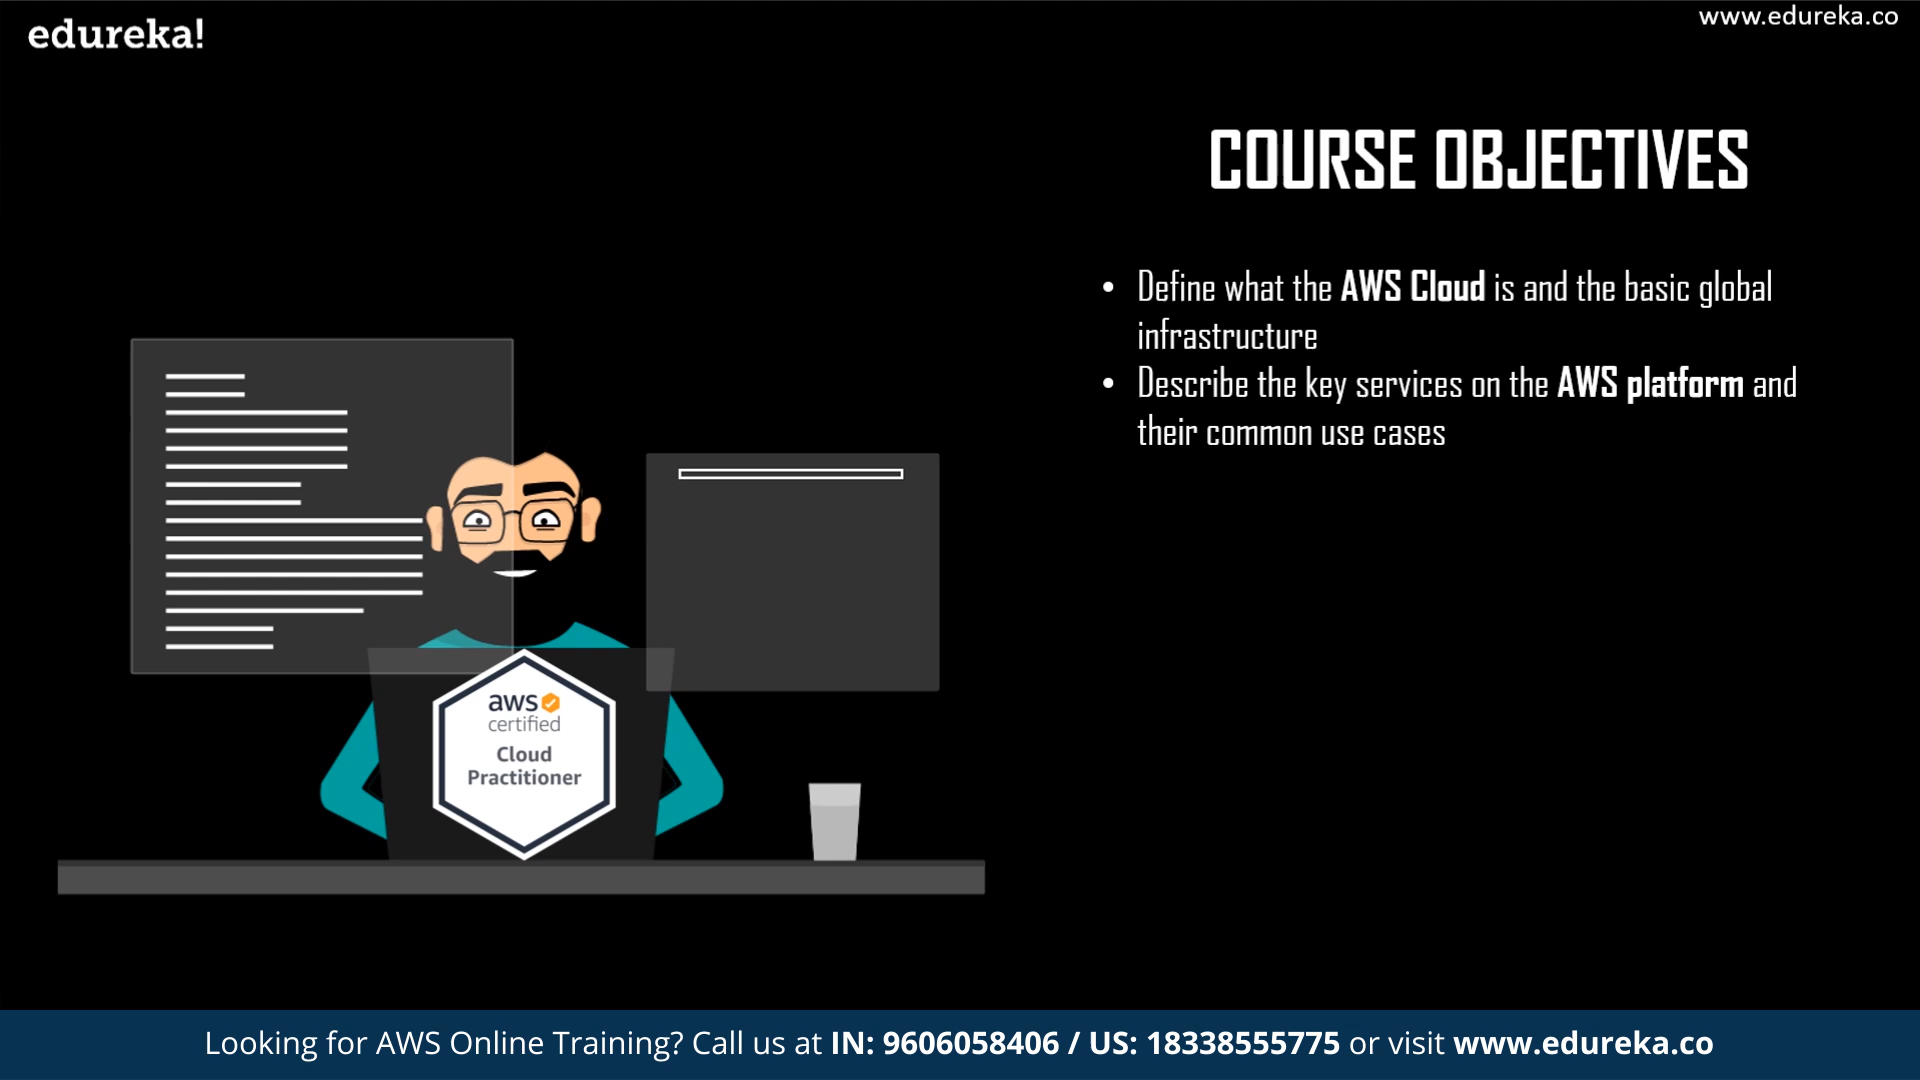 edureka!
www.edureka.co
COURSE OBJECTIVES
• Define what the AWS Cloud is and the basic global
infrastructure
• Describe the key services on the AWS platform and
their common use cases
aws
certified
Cloud
Practitioner
Looking for AWS Online Training? Call us at IN: 9606058406 / US: 18338555775 or visit www.edureka.co